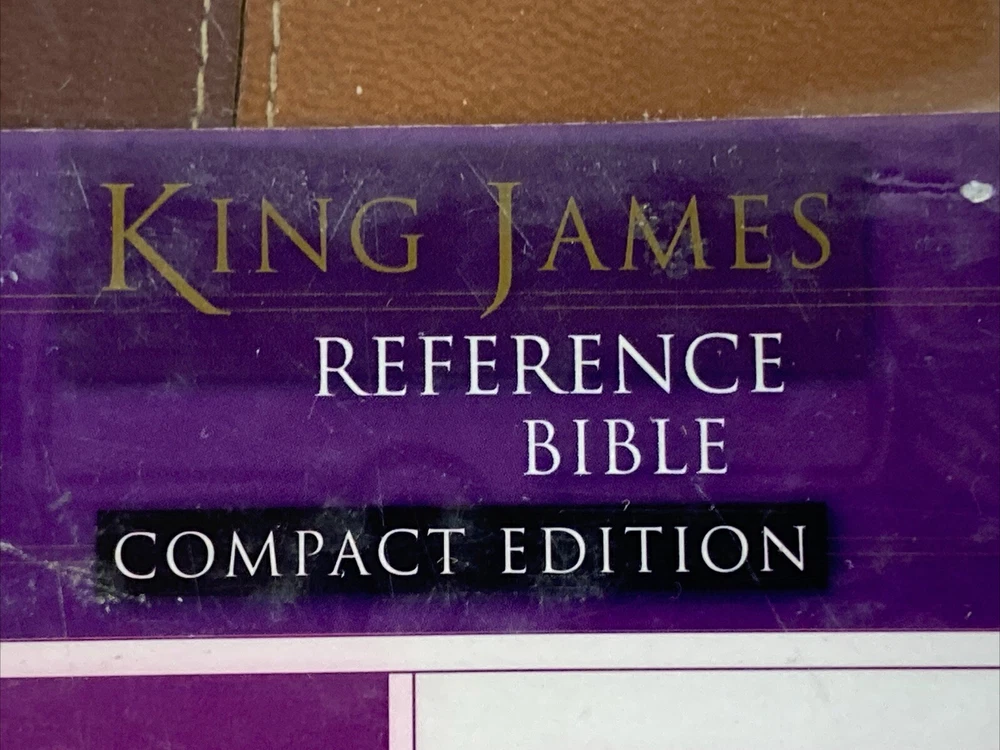 KING JAMES
REFERENCE
BIBLE
COMPACT EDITION